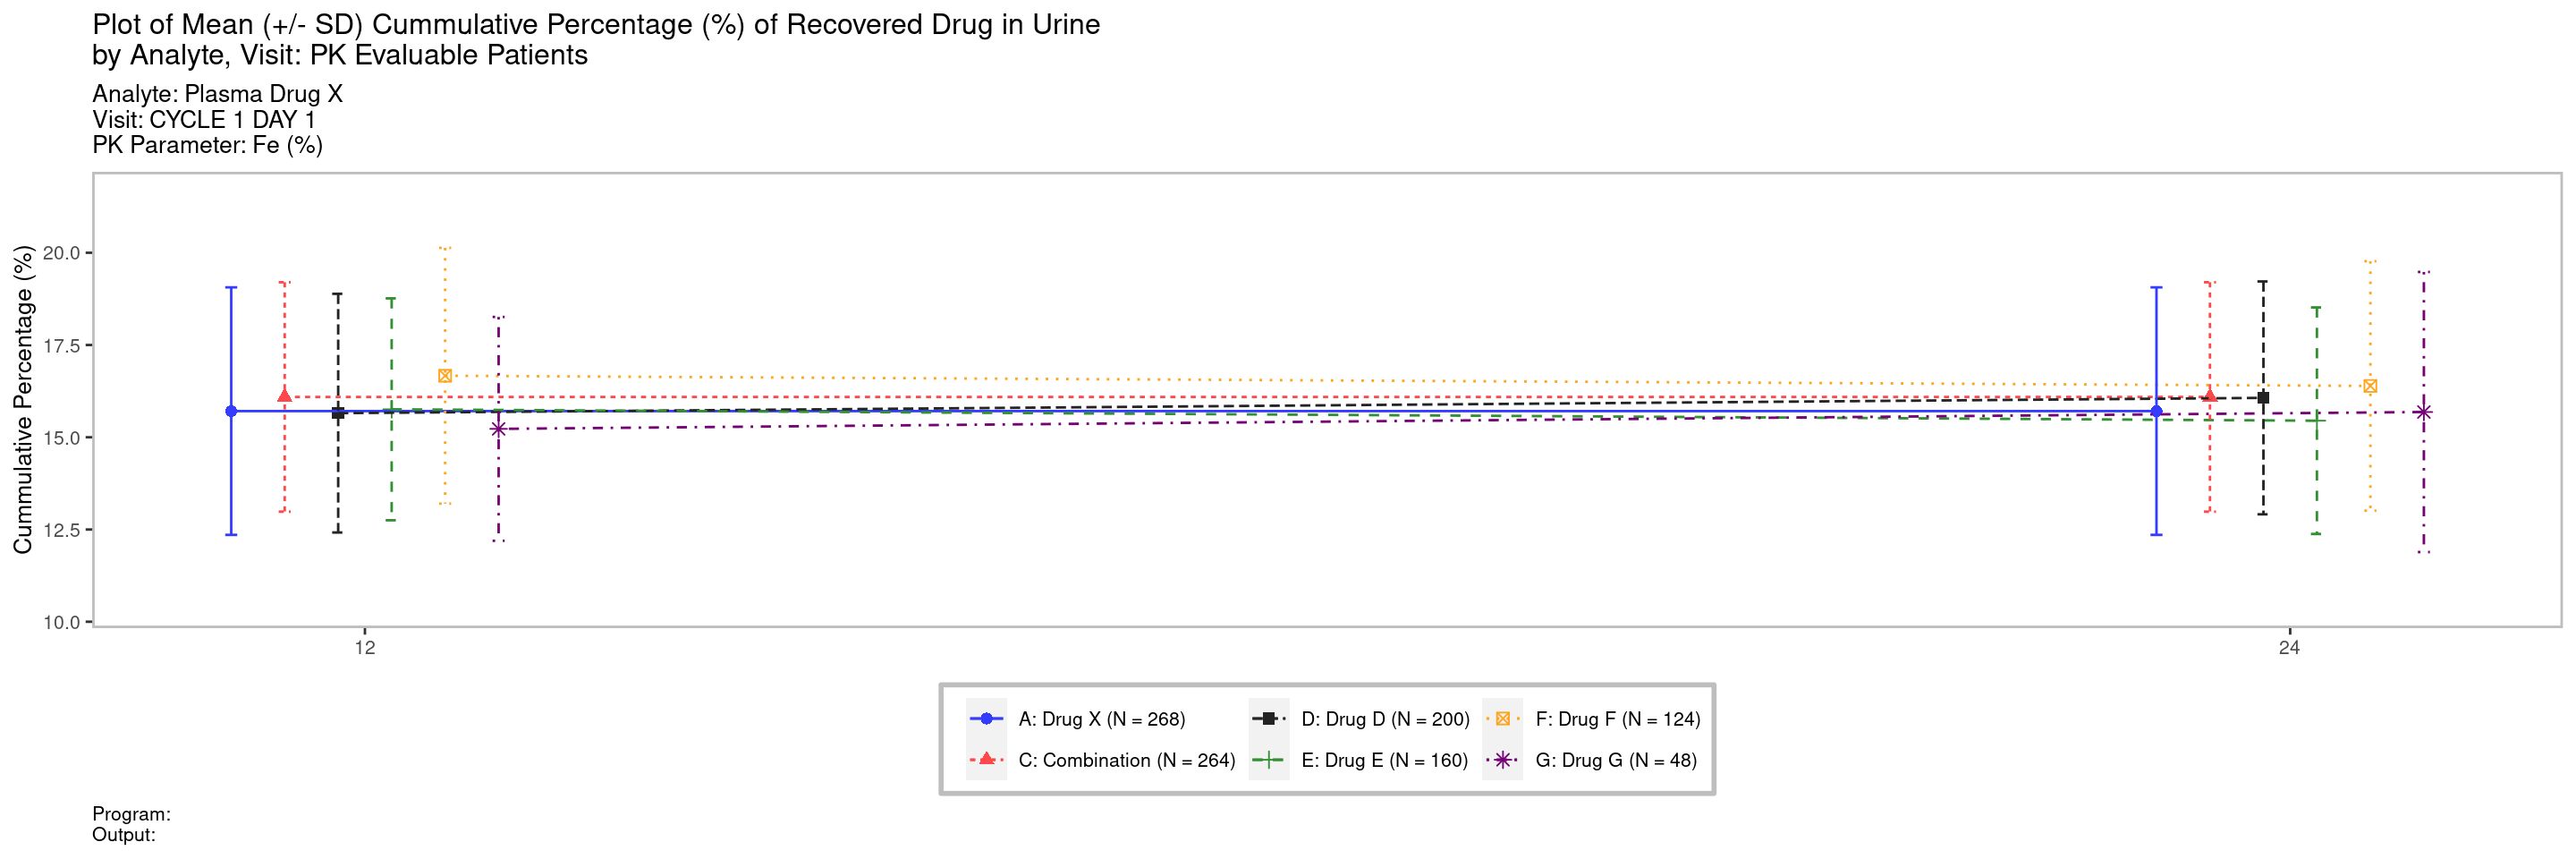 Plot of Mean (+/- SD) Cummulative Percentage (%) of Recovered Drug in Urine
by Analyte, Visit: PK Evaluable Patients
Analyte: Plasma Drug X
Visit: CYCLE 1 DAY 1
PK Parameter: Fe (%)
Cummulative Percentage (%)
20.0
17.5
15.0
12.5
10.0
12
24
A: Drug X (N = 268)
D: Drug D (N = 200)
F: Drug F (N = 124)
C: Combination (N = 264)
E: Drug E (N = 160)
G: Drug G (N = 48)
Program:
Output: